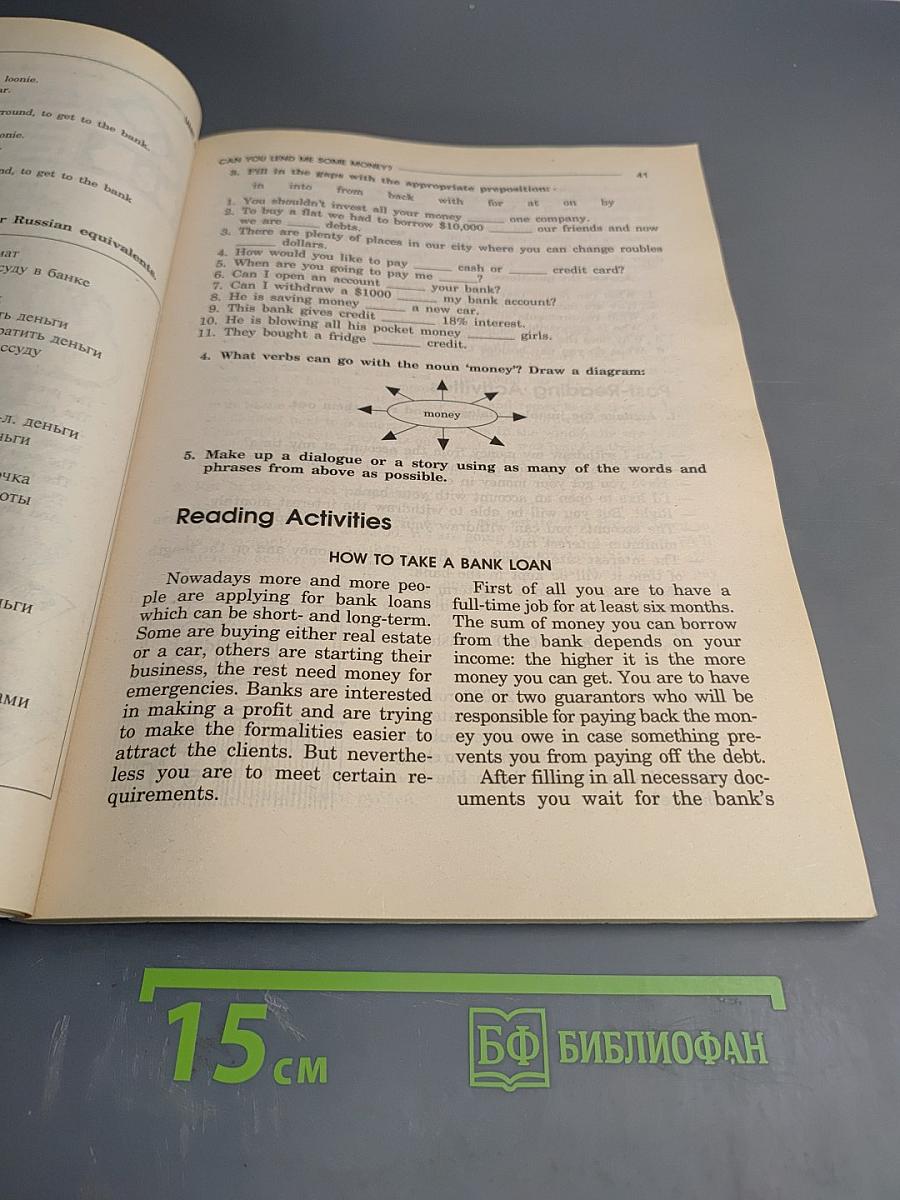 loonie.
ar.
round, to get to the bank.
onie.
nd, to get to the bank
r Russian equivalents.
мат
суду в банке
ть деньги
ратить деньги
ссуду
-л. деньги
ньги
очка
оты
ньги
ами
CAN YOU LEND ME SOME MONEY? 41
3. Fill in the gaps with the appropriate preposition:
in into from back with for at on by
1. You shouldn't invest all your money ______ one company.
2. To buy a flat we had to borrow $10,000 ______ our friends and now
we are ______ debts.
3. There are plenty of places in our city where you can change roubles
______ dollars.
4. How would you like to pay ______ cash or ______ credit card?
5. When are you going to pay me ______?
6. Can I open an account ______ your bank?
7. Can I withdraw a $1000 ______ my bank account?
8. He is saving money ______ a new car.
9. This bank gives credit ______ 18% interest.
10. He is blowing all his pocket money ______ girls.
11. They bought a fridge ______ credit.
4. What verbs can go with the noun 'money'? Draw a diagram:
money
5. Make up a dialogue or a story using as many of the words and
phrases from above as possible.
Reading Activities
HOW TO TAKE A BANK LOAN
Nowadays more and more peo-
ple are applying for bank loans
which can be short- and long-term.
Some are buying either real estate
or a car, others are starting their
business, the rest need money for
emergencies. Banks are interested
in making a profit and are trying
to make the formalities easier to
attract the clients. But neverthe-
less you are to meet certain re-
quirements.
First of all you are to have a
full-time job for at least six months.
The sum of money you can borrow
from the bank depends on your
income: the higher it is the more
money you can get. You are to have
one or two guarantors who will be
responsible for paying back the mon-
ey you owe in case something pre-
vents you from paying off the debt.
After filling in all necessary doc-
uments you wait for the bank's
15 см
БФ БИБЛИОФАН